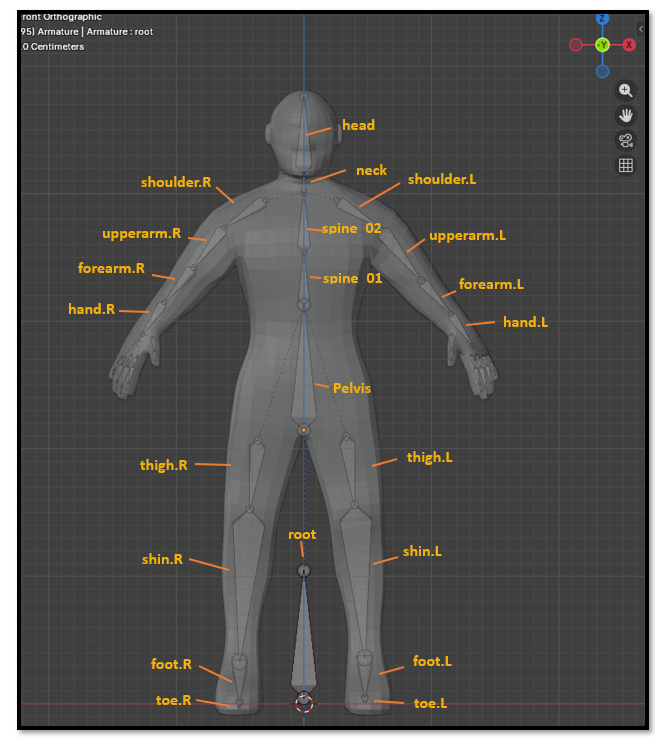 ront Orthographic
95) Armature | Armature : root
.0 Centimeters
Z
-Y
X
head
neck
shoulder.R
shoulder.L
spine 02
upperarm.R
upperarm.L
forearm.R
spine 01
forearm.L
hand.R
hand.L
Pelvis
thigh.R
thigh.L
root
shin.R
shin.L
foot.R
foot.L
toe.R
toe.L